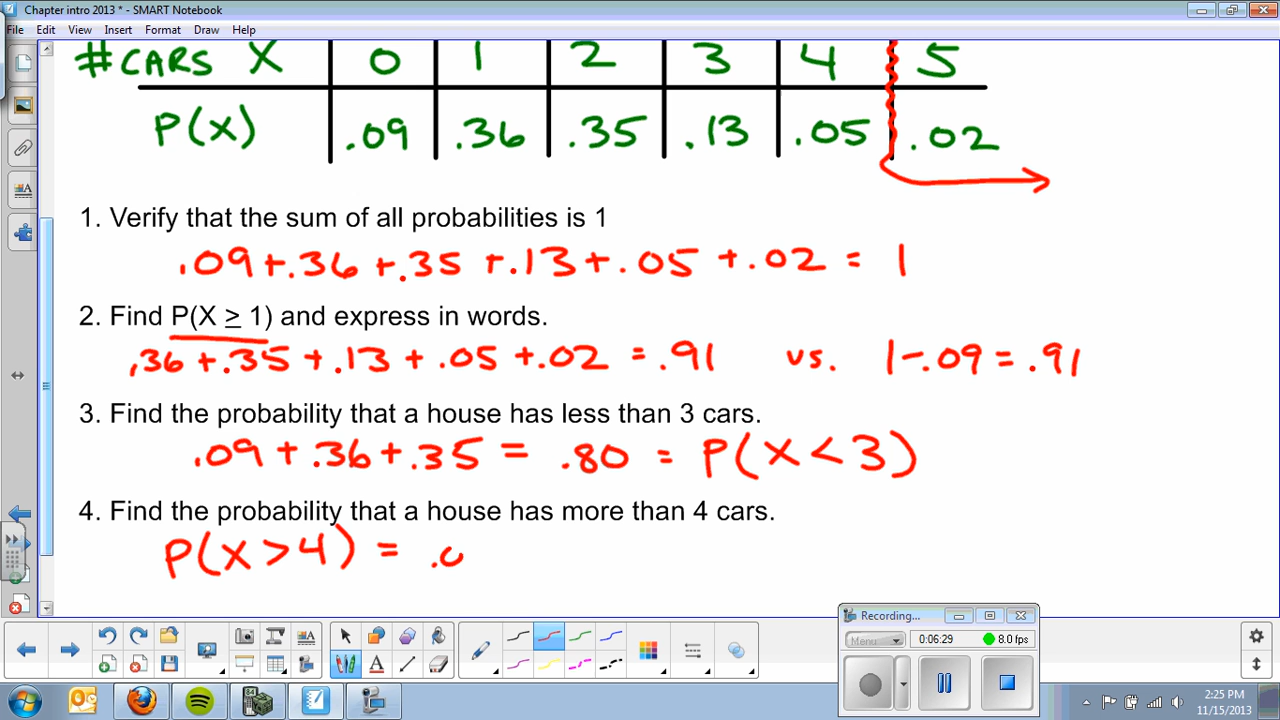 Chapter intro 2013 * - SMART Notebook
File Edit View Insert Format Draw Help
#CARS X 0 1 2 3 4 5
P(X) .09 .36 .35 .13 .05 .02
1. Verify that the sum of all probabilities is 1
.09+.36+.35+.13+.05+.02 = 1
2. Find P(X ≥ 1) and express in words.
.36+.35+.13+.05+.02 = .91 vs. 1-.09=.91
3. Find the probability that a house has less than 3 cars.
.09+.36+.35 = .80 = P(X<3)
4. Find the probability that a house has more than 4 cars.
P(X>4) = .0
Recording...
Menu 0:06:29 8.0 fps
2:25 PM
11/15/2013